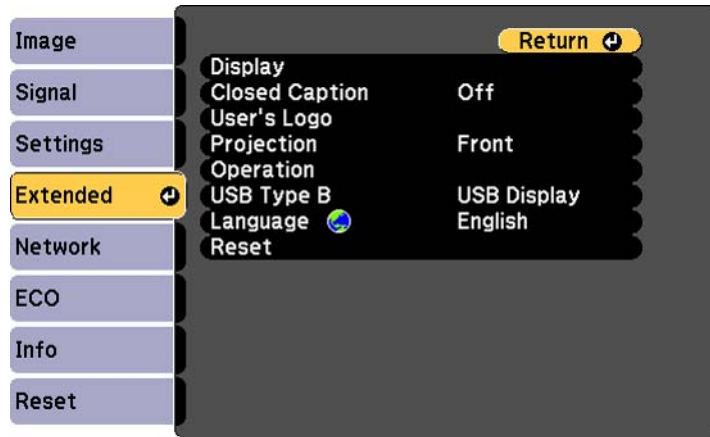 Image
Signal
Settings
Extended
Network
ECO
Info
Reset
Return
Display
Closed Caption Off
User's Logo
Projection Front
Operation
USB Type B USB Display
Language English
Reset